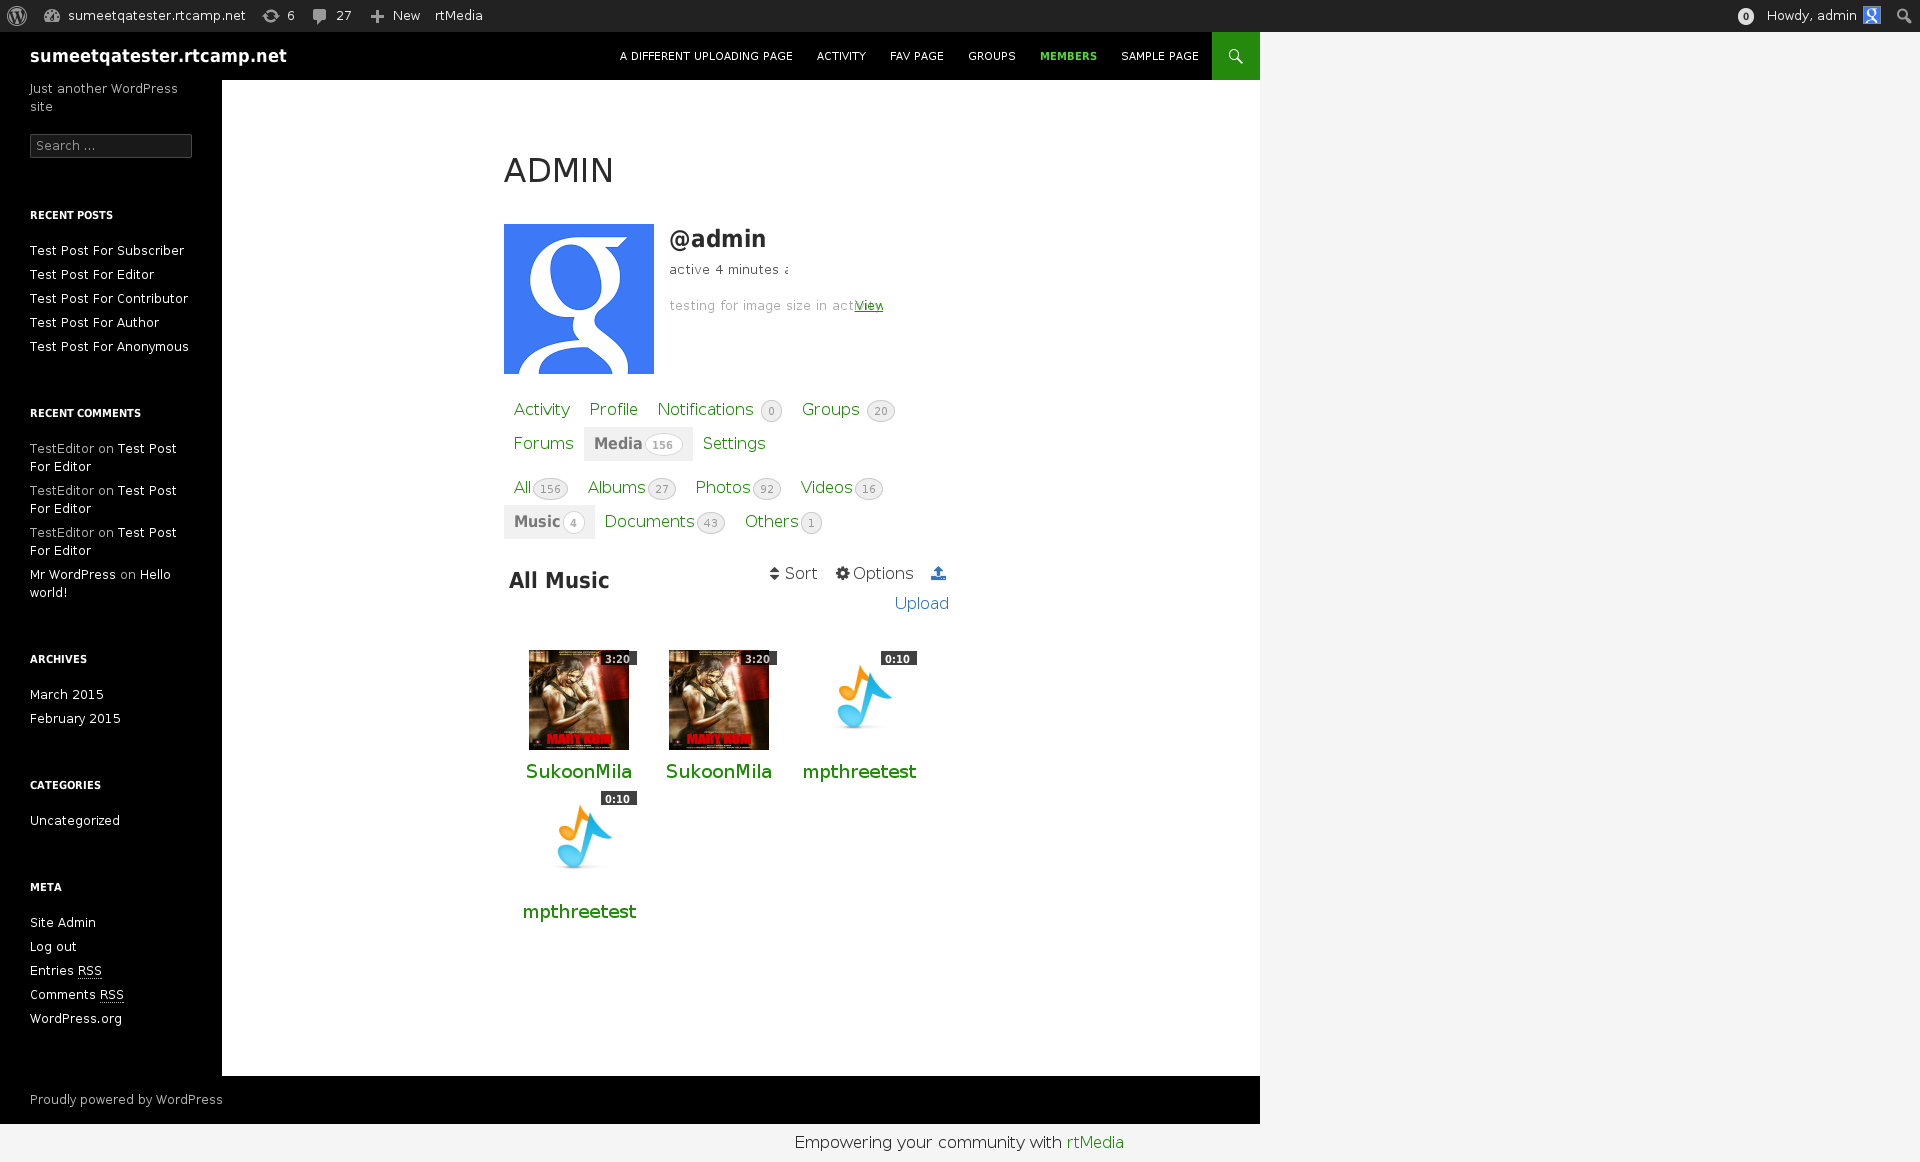 sumeetqatester.rtcamp.net 6 27 New rtMedia 0 Howdy, admin
sumeetqatester.rtcamp.net A DIFFERENT UPLOADING PAGE ACTIVITY FAV PAGE GROUPS MEMBERS SAMPLE PAGE
Just another WordPress
site
Search ...
RECENT POSTS
Test Post For Subscriber
Test Post For Editor
Test Post For Contributor
Test Post For Author
Test Post For Anonymous
RECENT COMMENTS
TestEditor on Test Post
For Editor
TestEditor on Test Post
For Editor
TestEditor on Test Post
For Editor
Mr WordPress on Hello
world!
ARCHIVES
March 2015
February 2015
CATEGORIES
Uncategorized
META
Site Admin
Log out
Entries RSS
Comments RSS
WordPress.org
ADMIN
@admin
active 4 minutes
testing for image size in activity View
Activity Profile Notifications 0 Groups 20
Forums Media 156 Settings
All 156 Albums 27 Photos 92 Videos 16
Music 4 Documents 43 Others 1
All Music Sort Options
Upload
3:20 3:20 0:10
MARY KOM MARY KOM
SukoonMila SukoonMila mpthreetest
0:10
mpthreetest
Proudly powered by WordPress
Empowering your community with rtMedia